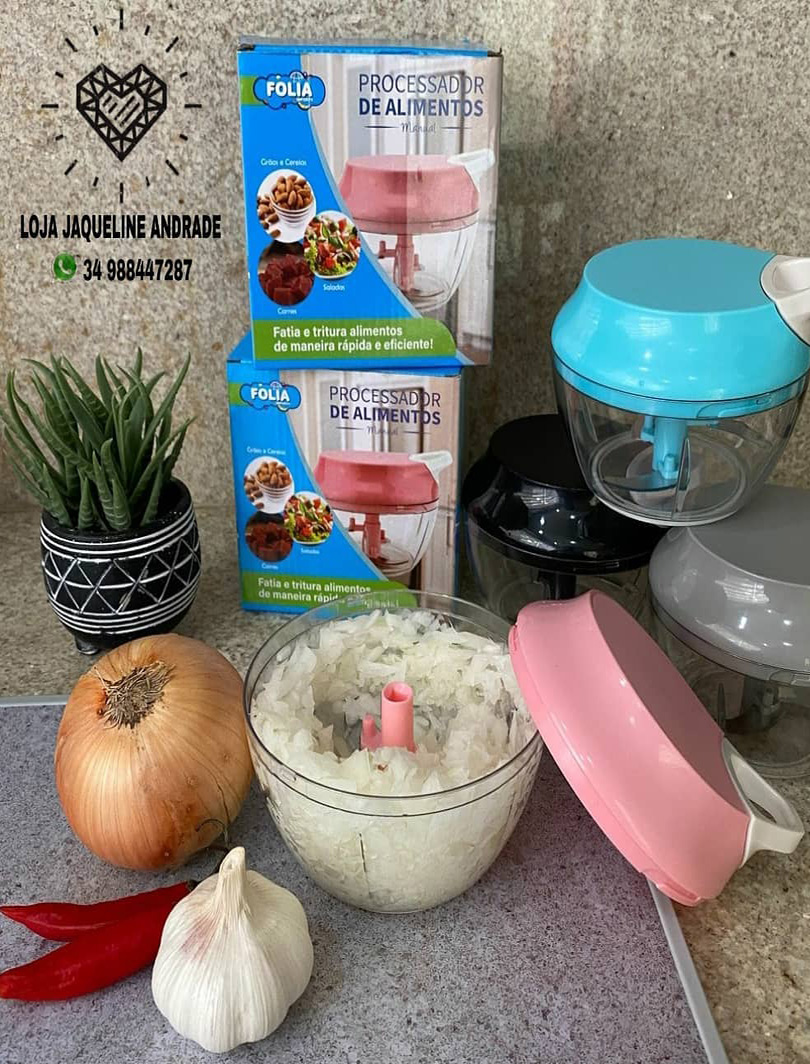 LOJA JAQUELINE ANDRADE
34 988447287
FOLIA
PROCESSADOR
DE ALIMENTOS
Manual
Grãos e Cereais
Saladas
Carnes
Fatia e tritura alimentos
de maneira rápida e eficiente!
FOLIA
PROCESSADOR
DE ALIMENTOS
Manual
Grãos e Cereais
Saladas
Carnes
Fatia e tritura alimentos
de maneira